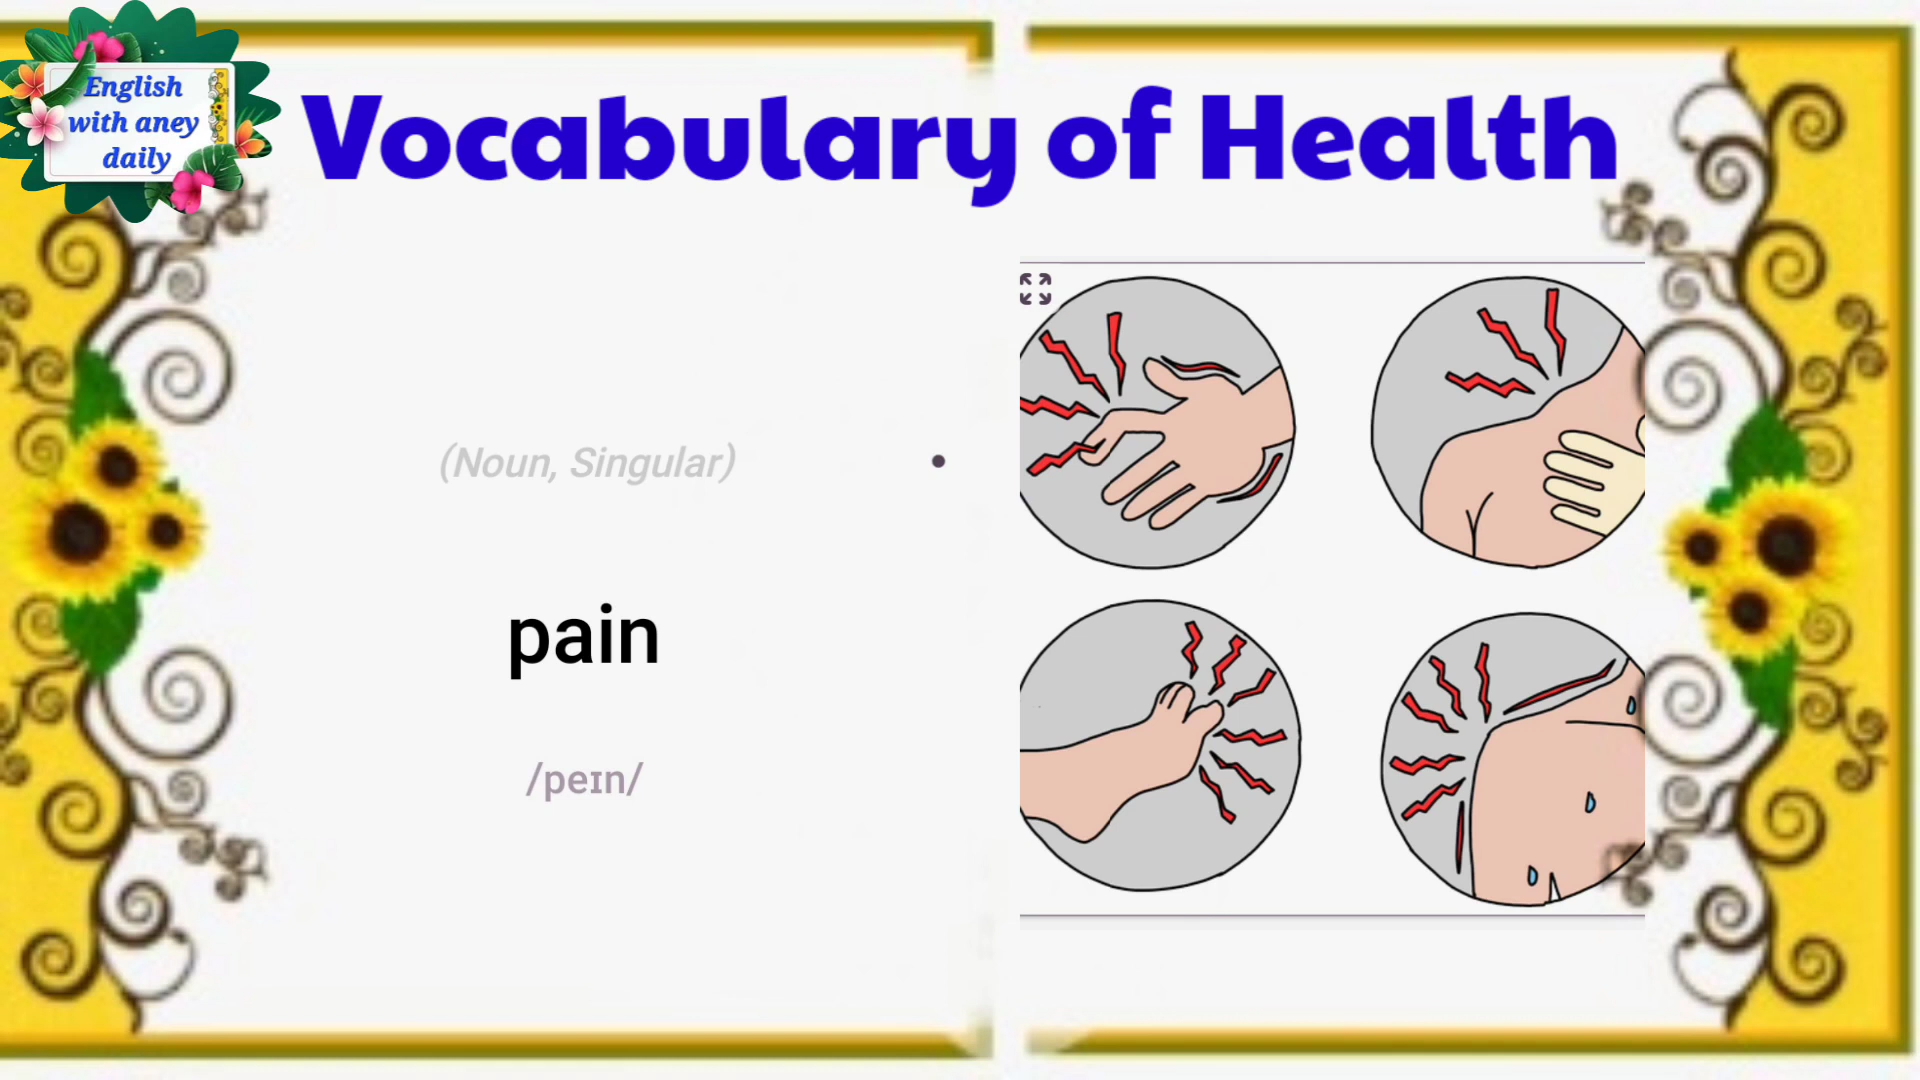 English
with aney
daily
Vocabulary of Health
(Noun, Singular)
pain
/peɪn/